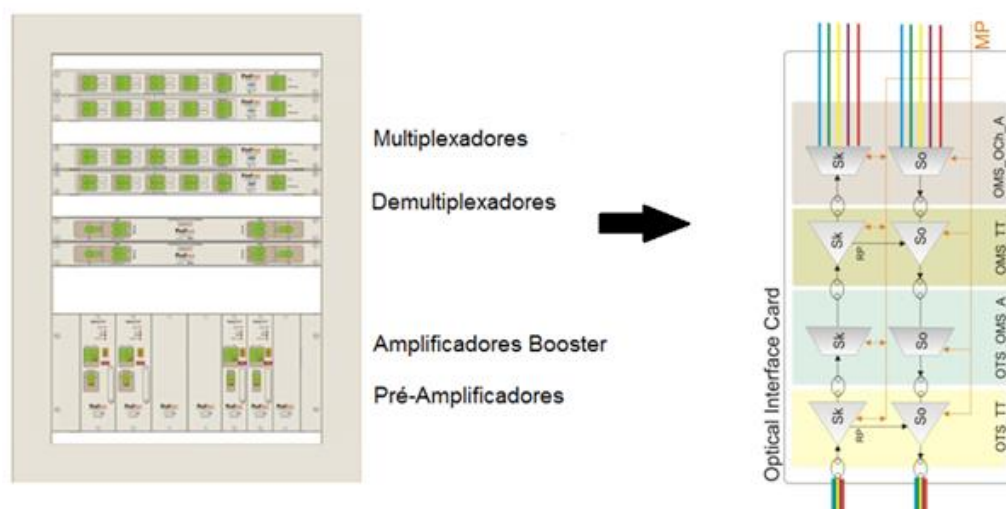 Multiplexadores
Demultiplexadores
Amplificadores Booster
Pré-Amplificadores
MP
Optical Interface Card
Sk
So
OMS_OCh_A
Sk
So
RP
OMS_TT
Sk
So
OTS_OMS_A
Sk
So
RP
OTS_TT